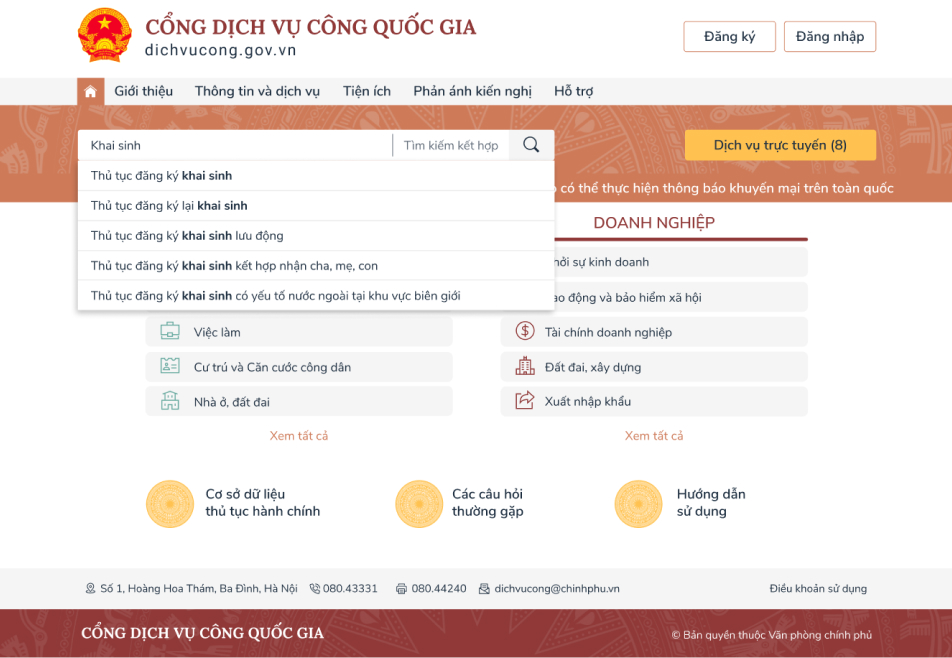 CỔNG DỊCH VỤ CÔNG QUỐC GIA
dichvucong.gov.vn
Đăng ký
Đăng nhập
Giới thiệu
Thông tin và dịch vụ
Tiện ích
Phản ánh kiến nghị
Hỗ trợ
Khai sinh
Tìm kiếm kết hợp
Dịch vụ trực tuyến (8)
Thủ tục đăng ký khai sinh
Thủ tục đăng ký lại khai sinh
Thủ tục đăng ký khai sinh lưu động
Thủ tục đăng ký khai sinh kết hợp nhận cha, mẹ, con
Thủ tục đăng ký khai sinh có yếu tố nước ngoài tại khu vực biên giới
có thể thực hiện thông báo khuyến mại trên toàn quốc
DOANH NGHIỆP
sự kinh doanh
động và bảo hiểm xã hội
Việc làm
Cư trú và Căn cước công dân
Nhà ở, đất đai
Xem tất cả
Tài chính doanh nghiệp
Đất đai, xây dựng
Xuất nhập khẩu
Xem tất cả
Cơ sở dữ liệu
thủ tục hành chính
Các câu hỏi
thường gặp
Hướng dẫn
sử dụng
Số 1, Hoàng Hoa Thám, Ba Đình, Hà Nội
080.43331
080.44240
dichvucong@chinhphu.vn
Điều khoản sử dụng
CỔNG DỊCH VỤ CÔNG QUỐC GIA
© Bản quyền thuộc Văn phòng chính phủ